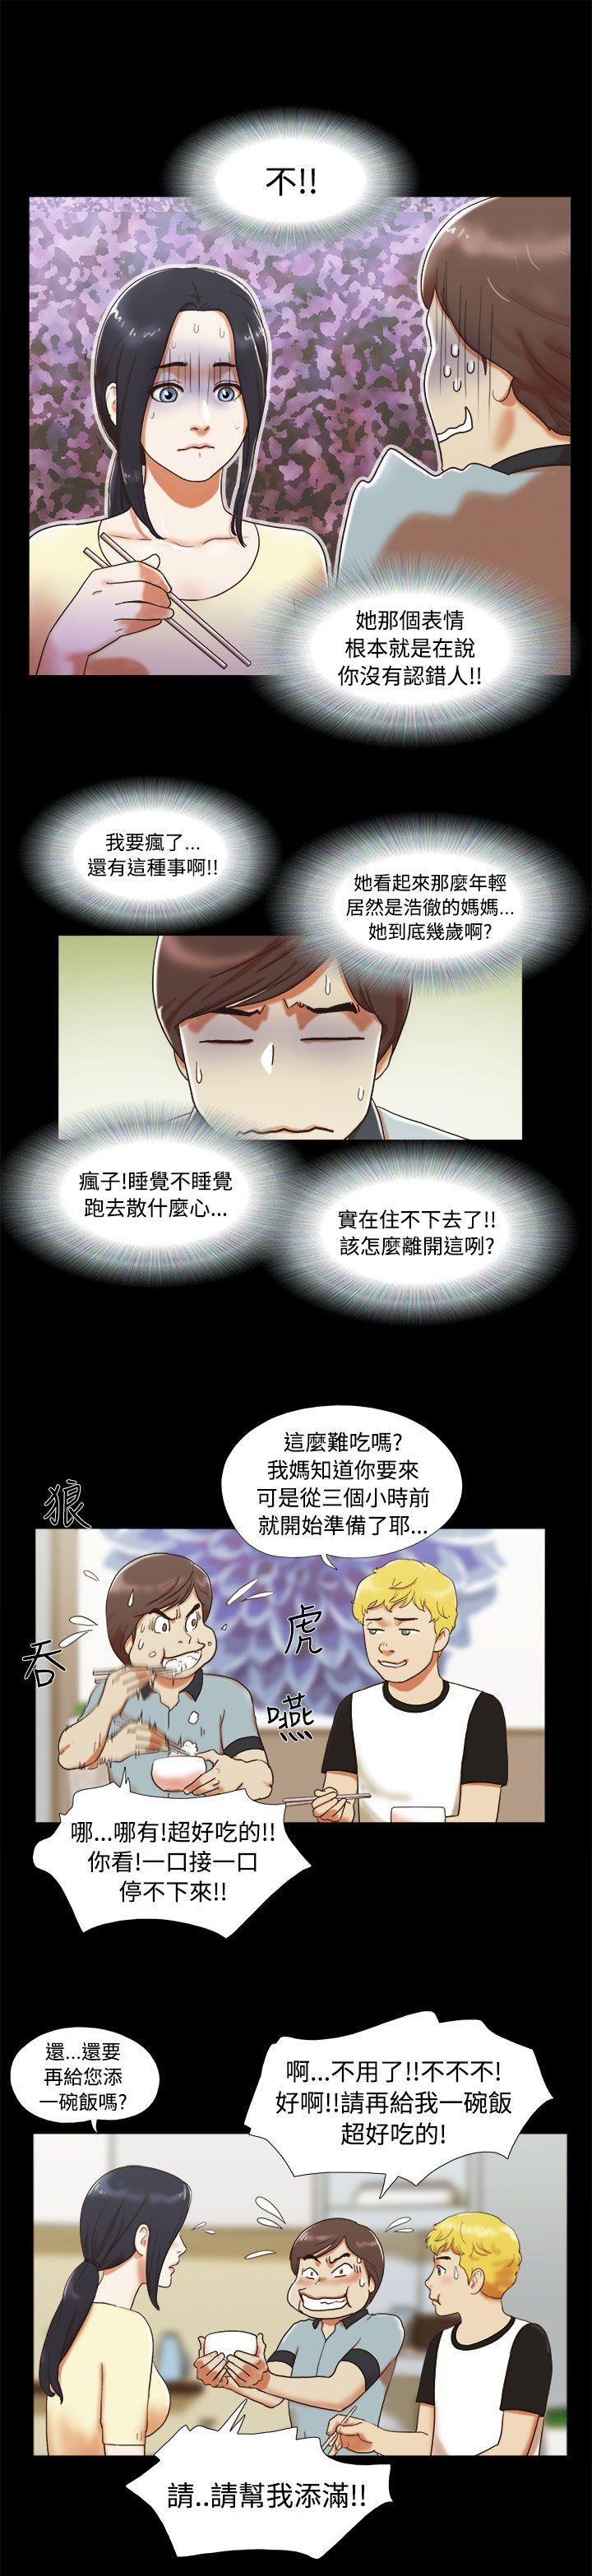 不!!
她那個表情
根本就是在說
你沒有認錯人!!
我要瘋了...
還有這種事啊!!
她看起來那麼年輕
居然是浩徹的媽媽...
她到底幾歲啊?
瘋子!睡覺不睡覺
跑去散什麼心...
實在住不下去了!!
該怎麼離開這咧?
這麼難吃嗎?
我媽知道你要來
可是從三個小時前
就開始準備了耶...
狼
吞
虎
嚥
哪...哪有!超好吃的!!
你看!一口接一口
停不下來!!
還...還要
再給您添
一碗飯嗎?
啊...不用了!!不不不!
好啊!!請再給我一碗飯
超好吃的!
請..請幫我添滿!!